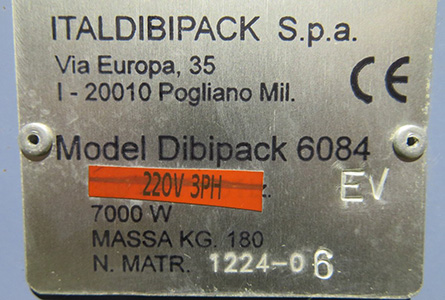 ITALDIBIPACK S.p.a.
Via Europa, 35
I - 20010 Pogliano Mil.
CE
Model Dibipack 6084
220V 3PH
EV
7000 W
MASSA KG. 180
N. MATR. 1224-06